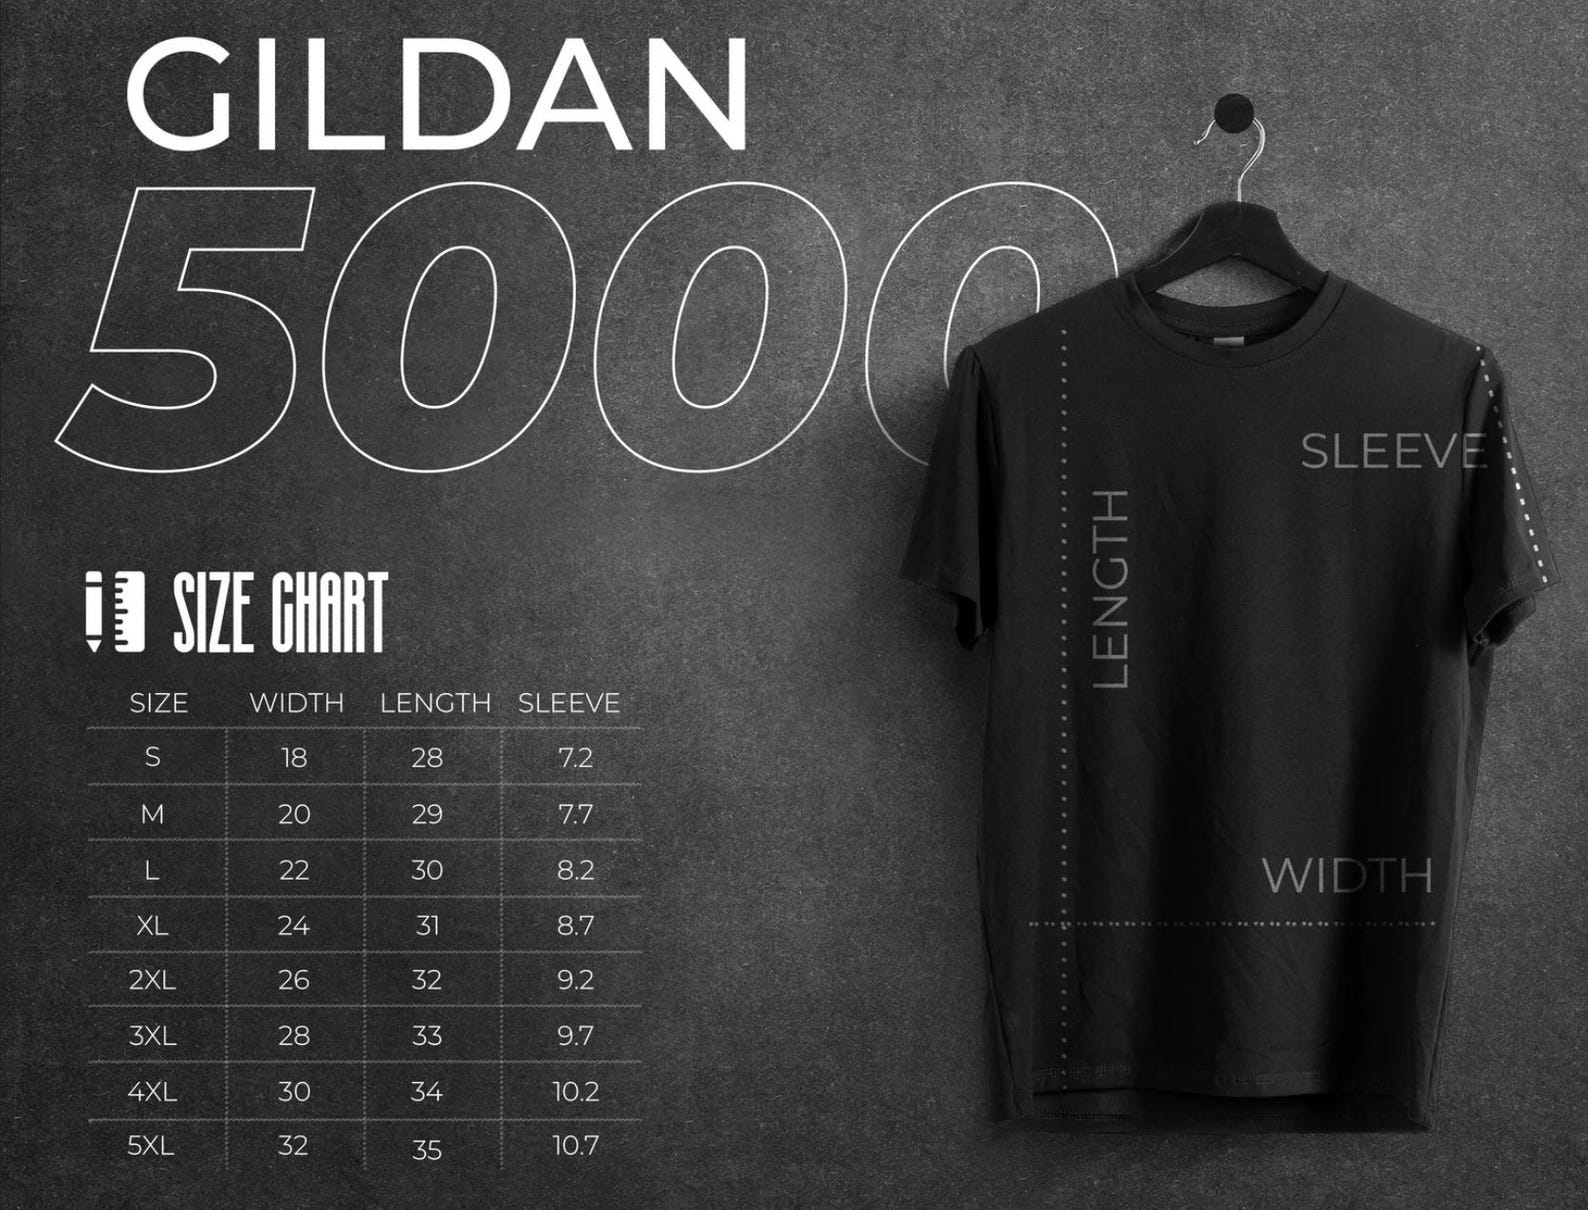 GILDAN
5000
SIZE CHART
SIZE WIDTH LENGTH SLEEVE
S 18 28 7.2
M 20 29 7.7
L 22 30 8.2
XL 24 31 8.7
2XL 26 32 9.2
3XL 28 33 9.7
4XL 30 34 10.2
5XL 32 35 10.7
SLEEVE
LENGTH
WIDTH